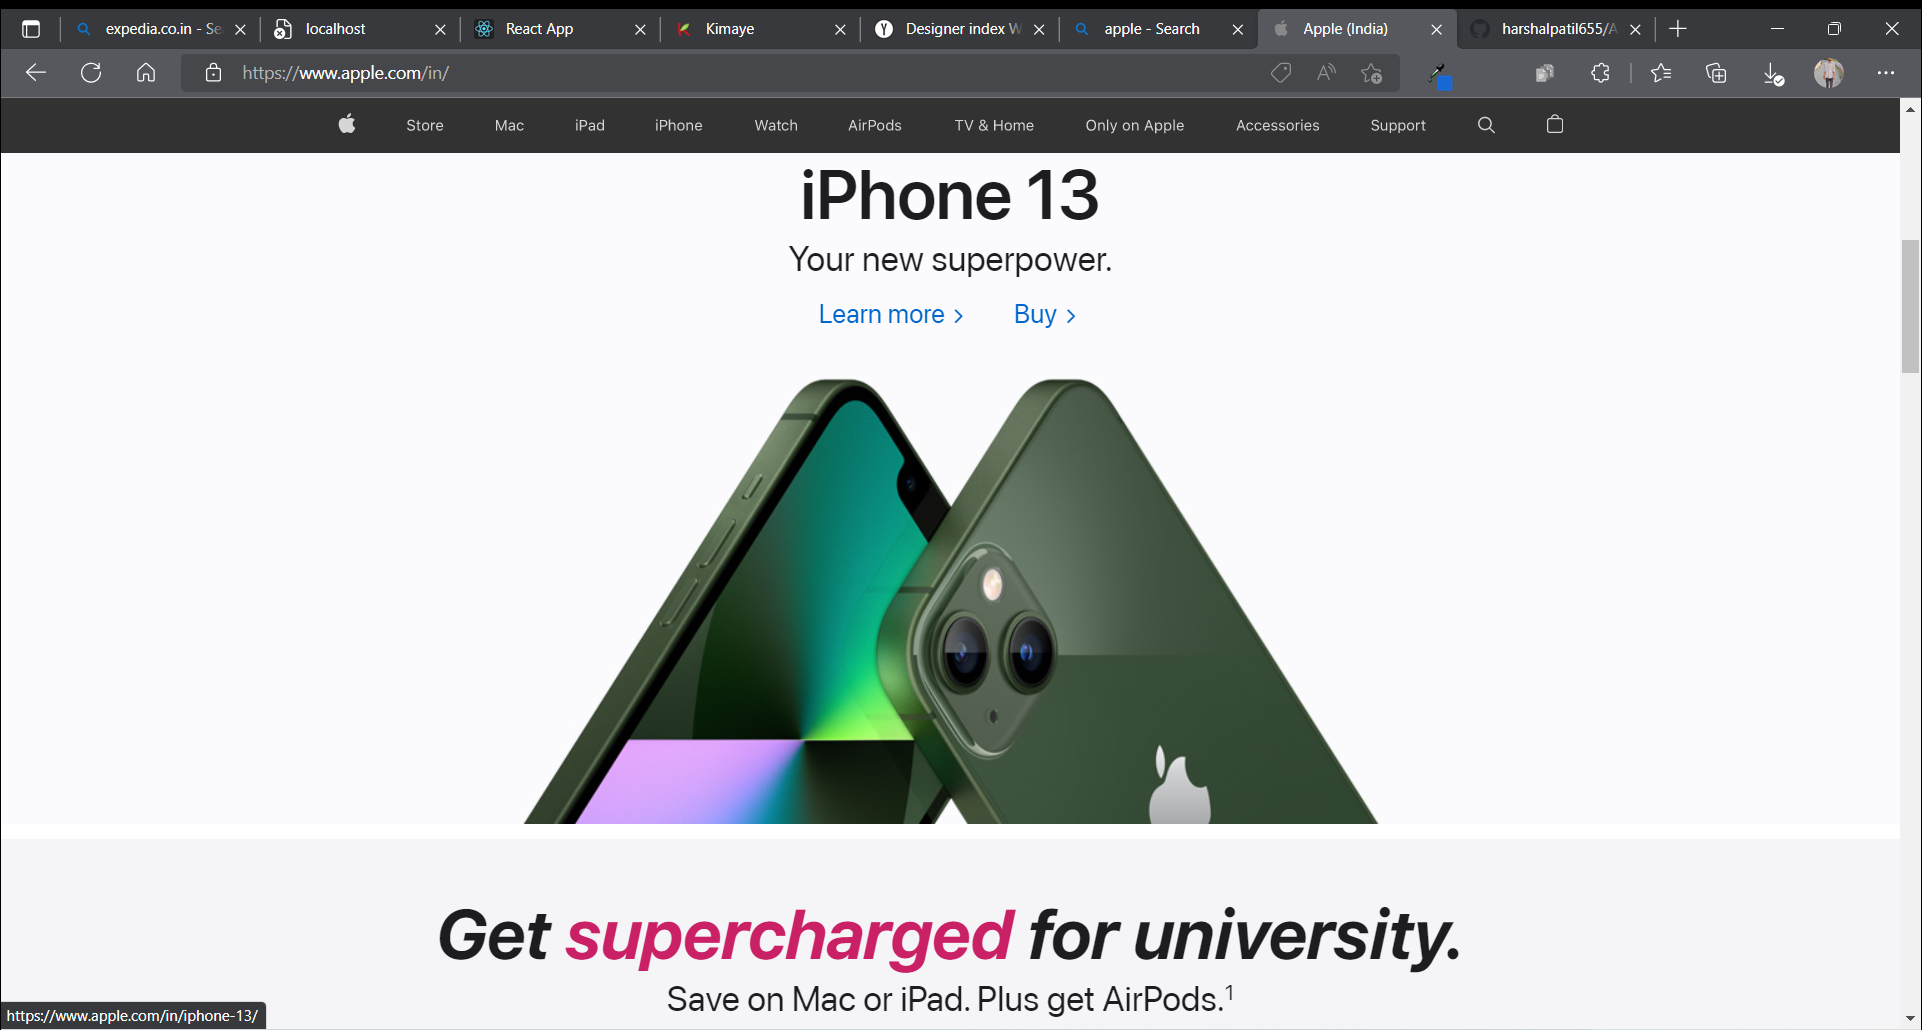 expedia.co.in - Se
localhost
React App
Kimaye
Designer index W
apple - Search
Apple (India)
harshalpatil655/A
https://www.apple.com/in/
Store Mac iPad iPhone Watch AirPods TV & Home Only on Apple Accessories Support
iPhone 13
Your new superpower.
Learn more > Buy >
Get supercharged for university.
Save on Mac or iPad. Plus get AirPods.¹
https://www.apple.com/in/iphone-13/